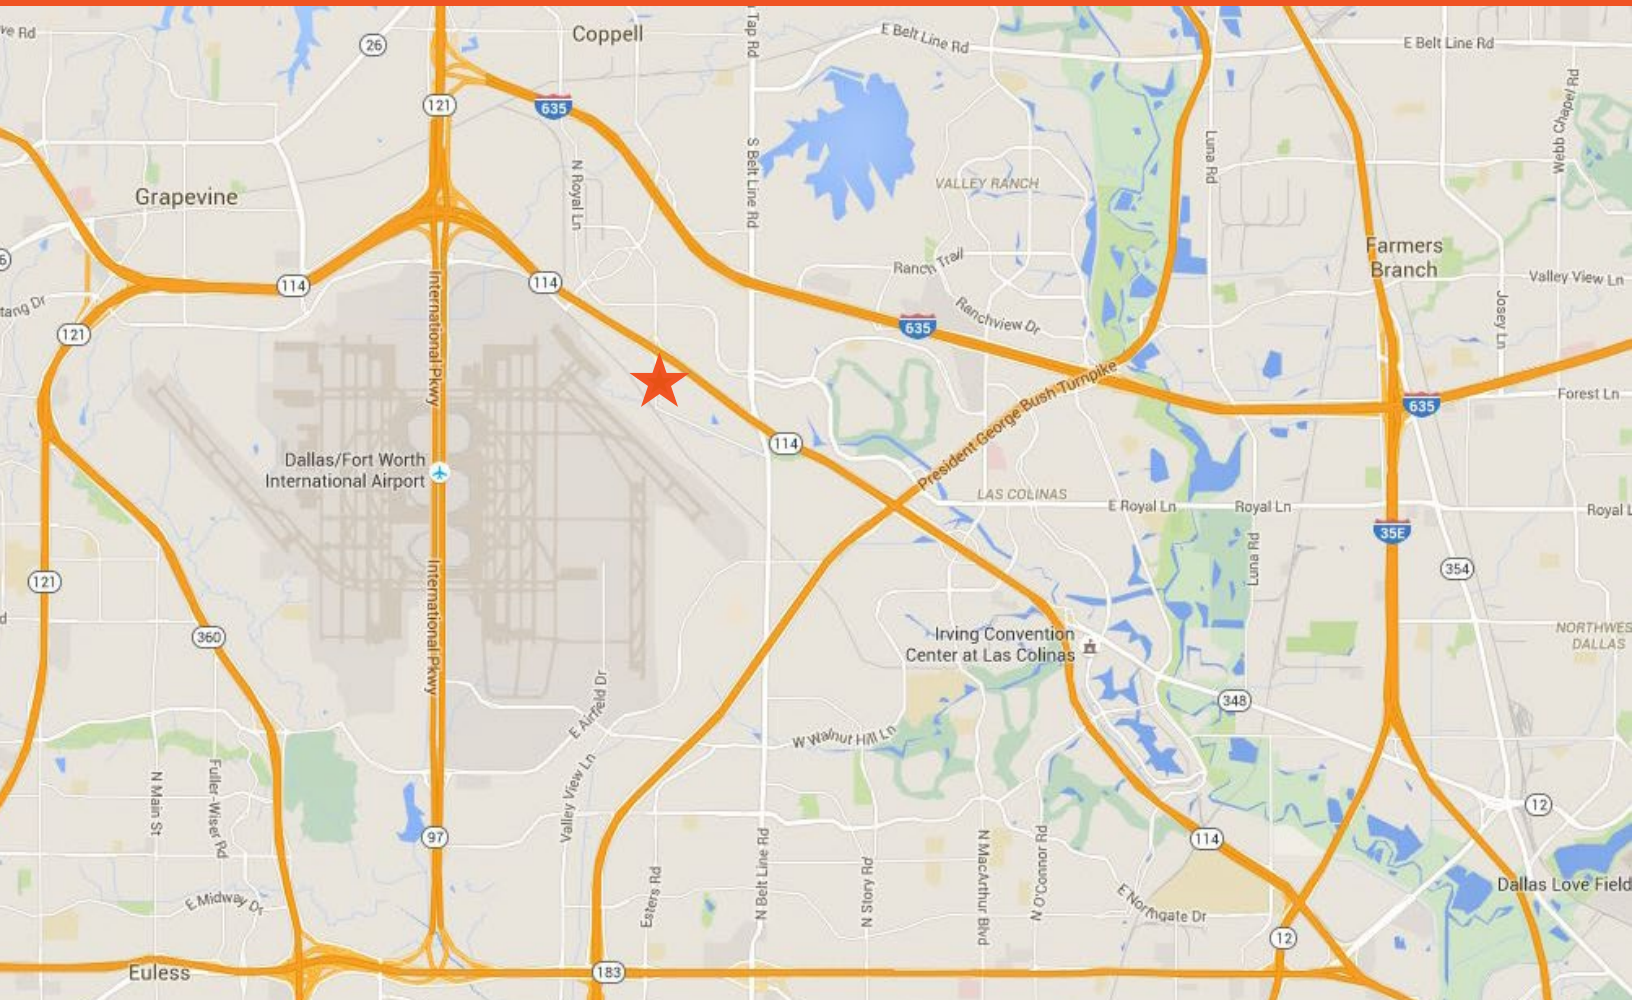 ve Rd
26
Coppell
Tap Rd
E Belt Line Rd
E Belt Line Rd
121
635
Webb Chapel Rd
Luna Rd
S Belt Line Rd
N Royal Ln
Grapevine
VALLEY RANCH
Farmers
Branch
6
Ranch Trail
114
114
International Pkwy
Valley View Ln
tang Dr
Ranchview Dr
Josey Ln
121
635
President George Bush Turnpike
Forest Ln
635
114
Dallas/Fort Worth
International Airport
LAS COLINAS
E Royal Ln
Royal Ln
Royal L
35E
Luna Rd
354
121
International Pkwy
360
Irving Convention
Center at Las Colinas
NORTHWES
DALLAS
d
348
E Airfield Dr
W Walnut Hill Ln
N Main St
Fuller-Wiser Rd
Valley View Ln
12
97
114
Esters Rd
N Belt Line Rd
N Story Rd
N MacArthur Blvd
N O'Connor Rd
E Northgate Dr
Dallas Love Field
E Midway Dr
12
Euless
183